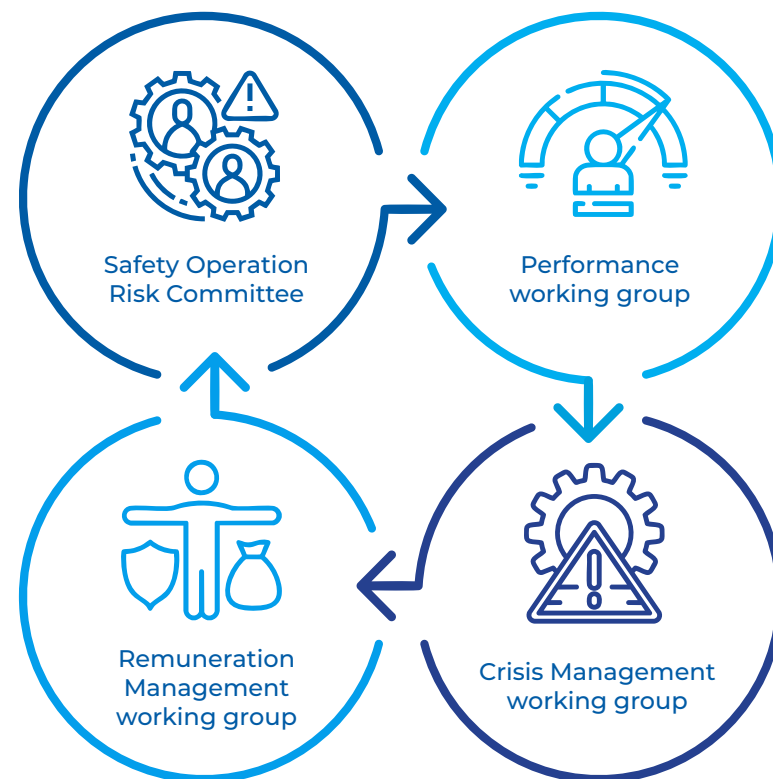 Safety Operation
Risk Committee
Performance
working group
Remuneration
Management
working group
Crisis Management
working group